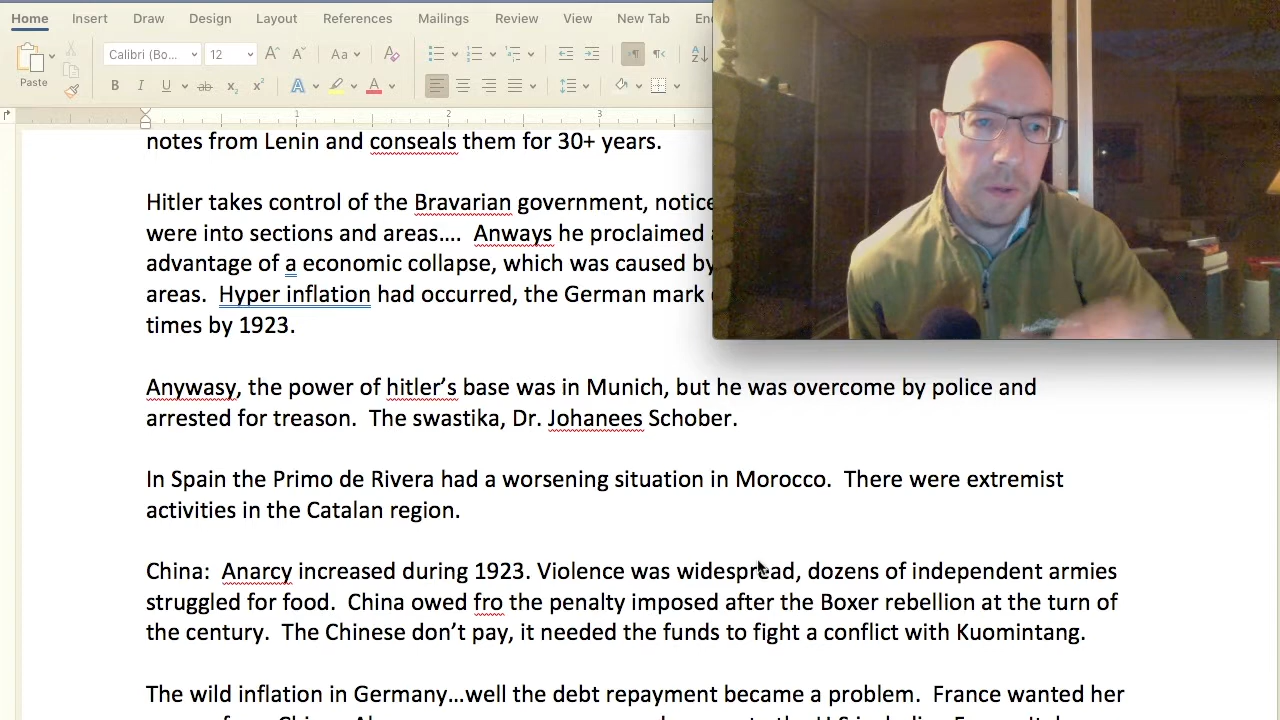 Home Insert Draw Design Layout References Mailings Review View New Tab
Calibri (Bo... 12 Aa
Paste B I U ab x₂ x² A A
1 2 3
notes from Lenin and conseals them for 30+ years.
Hitler takes control of the Bravarian government, notice
were into sections and areas…. Anways he proclaimed
advantage of a economic collapse, which was caused by
areas. Hyper inflation had occurred, the German mark
times by 1923.
Anywasy, the power of hitler’s base was in Munich, but he was overcome by police and
arrested for treason. The swastika, Dr. Johanees Schober.
In Spain the Primo de Rivera had a worsening situation in Morocco. There were extremist
activities in the Catalan region.
China: Anarcy increased during 1923. Violence was widespread, dozens of independent armies
struggled for food. China owed fro the penalty imposed after the Boxer rebellion at the turn of
the century. The Chinese don’t pay, it needed the funds to fight a conflict with Kuomintang.
The wild inflation in Germany…well the debt repayment became a problem. France wanted her